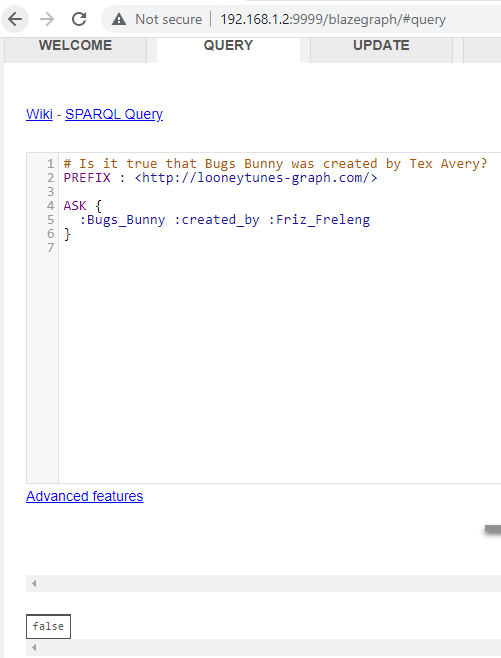 Not secure | 192.168.1.2:9999/blazegraph/#query
WELCOME QUERY UPDATE
Wiki - SPARQL Query
1 # Is it true that Bugs Bunny was created by Tex Avery?
2 PREFIX : <http://looneytunes-graph.com/>
3
4 ASK {
5 :Bugs_Bunny :created_by :Friz_Freleng
6 }
7
Advanced features
false